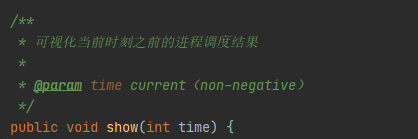 /**
 * 可视化当前时刻之前的进程调度结果
 *
 * @param time current（non-negative）
 */
public void show(int time) {